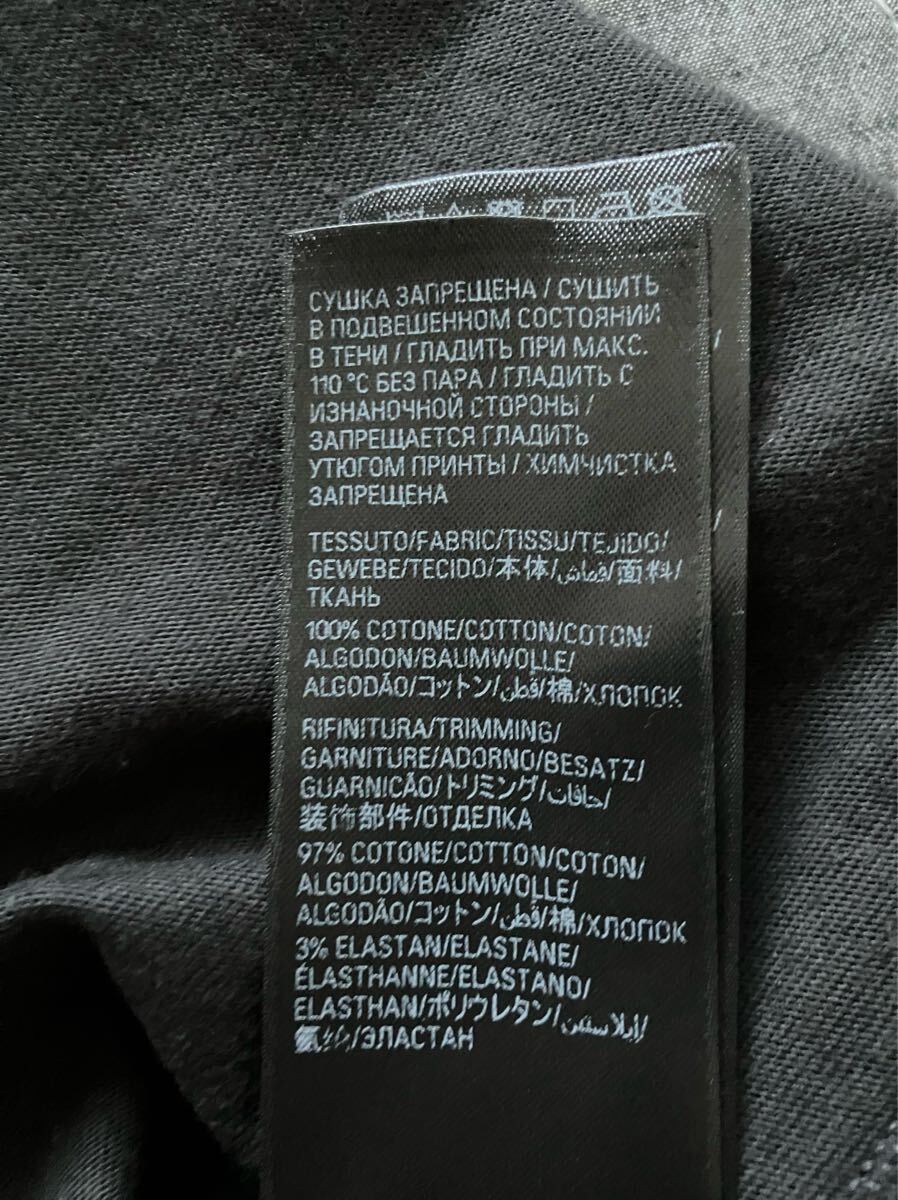 СУШКА ЗАПРЕЩЕНА / СУШИТЬ
В ПОДВЕШЕННОМ СОСТОЯНИИ
В ТЕНИ / ГЛАДИТЬ ПРИ МАКС.
110 °C БЕЗ ПАРА / ГЛАДИТЬ С
ИЗНАНОЧНОЙ СТОРОНЫ /
ЗАПРЕЩАЕТСЯ ГЛАДИТЬ
УТЮГОМ ПРИНТЫ / ХИМЧИСТКА
ЗАПРЕЩЕНА
TESSUTO/FABRIC/TISSU/TEJIDO/
GEWEBE/TECIDO/本体/قماش/面料/
ТКАНЬ
100% COTONE/COTTON/COTON/
ALGODON/BAUMWOLLE/
ALGODÃO/コットン/قطن/棉/ХЛОПОК
RIFINITURA/TRIMMING/
GARNITURE/ADORNO/BESATZ/
GUARNICÃO/トリミング/حافات/
装饰部件/ОТДЕЛКА
97% COTONE/COTTON/COTON/
ALGODON/BAUMWOLLE/
ALGODÃO/コットン/قطن/棉/ХЛОПОК
3% ELASTAN/ELASTANE/
ÉLASTHANNE/ELASTANO/
ELASTHAN/ポリウレタン/إيلاستين/
氨纶/ЭЛАСТАН